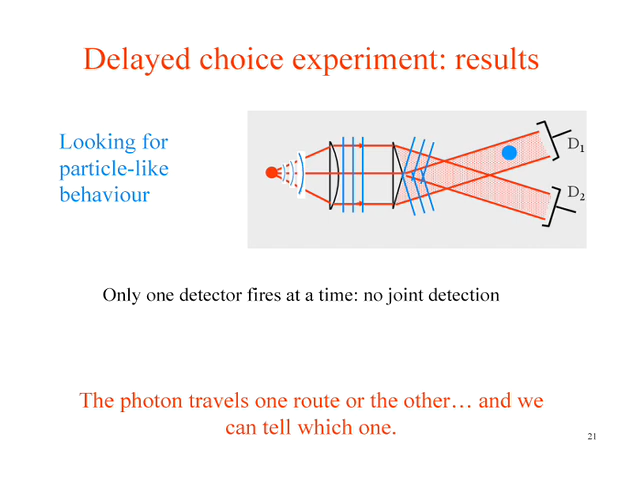 Delayed choice experiment: results
Looking for
particle-like
behaviour
D1
D2
Only one detector fires at a time: no joint detection
The photon travels one route or the other… and we
can tell which one.
21